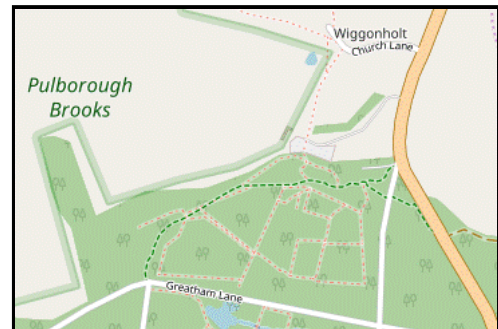 Wiggonholt
Church Lane
Pulborough
Brooks
Greatham Lane